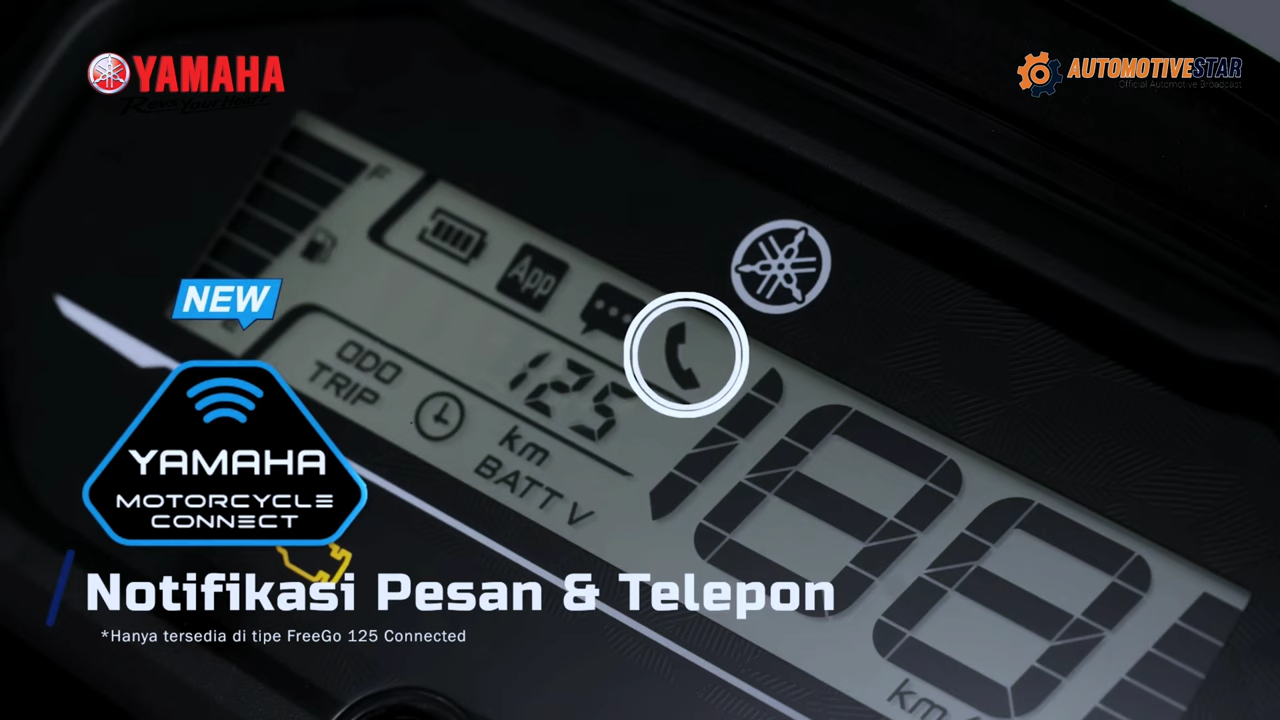 YAMAHA
Revs Your Heart
AUTOMOTIVESTAR
Official Automotive Broadcast
F
App
NEW
ODO
TRIP
125
km
BATT V
188
km/
YAMAHA
MOTORCYCLE
CONNECT
Notifikasi Pesan & Telepon
*Hanya tersedia di tipe FreeGo 125 Connected